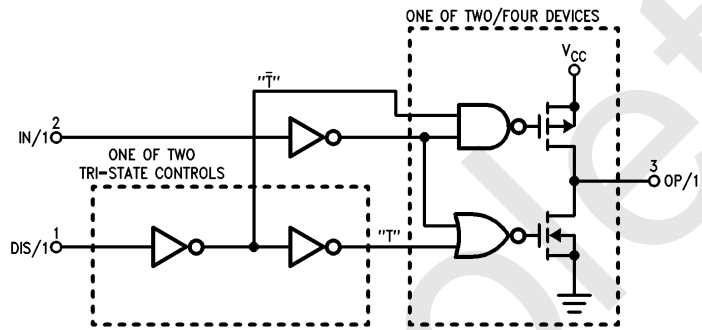 ONE OF TWO/FOUR DEVICES
VCC
"T̄"
2
IN/1
ONE OF TWO
TRI-STATE CONTROLS
3
OP/1
1
DIS/1
"T"